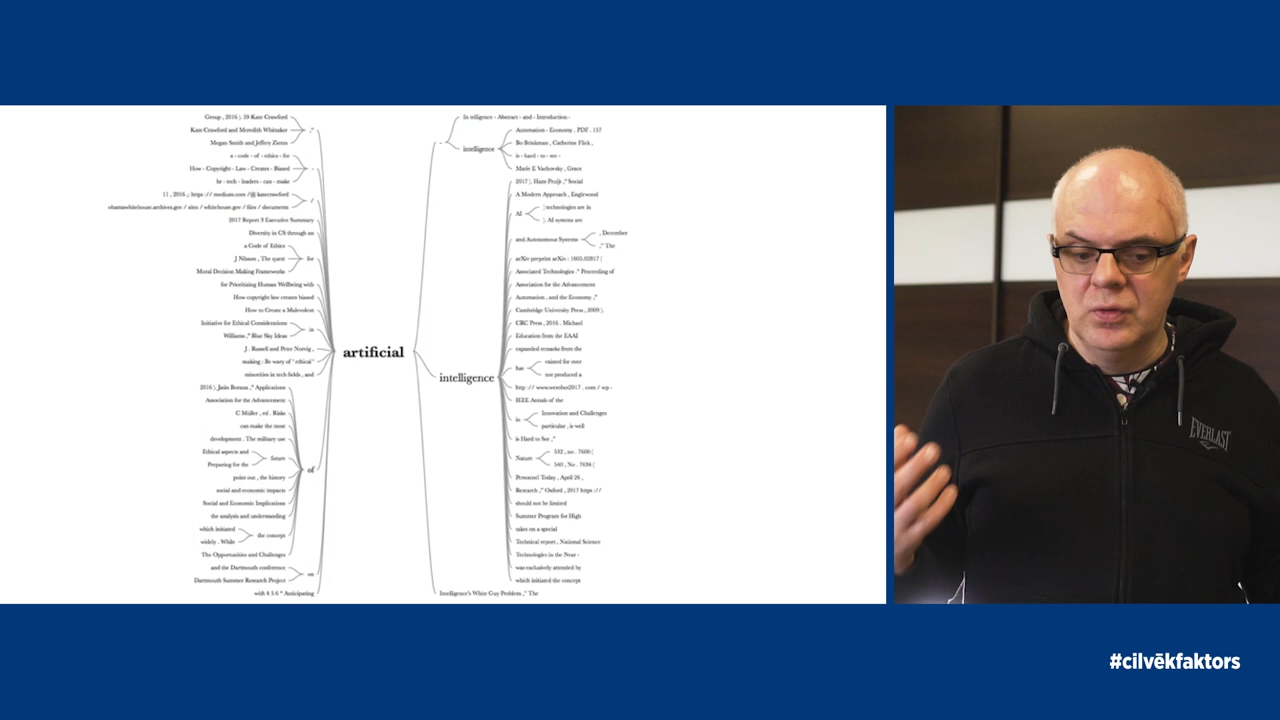 Group , 2016 ). 59 Kate Crawford
Kate Crawford and Meredith Whittaker
,"
Megan Smith and Jeffery Zients
a - code - of - ethics - for
How - Copyright - Law - Creates - Biased
-
hr - tech - leaders - can - make
11 , 2016 ,: https :// medium.com /@ katecrawford
/
obamawhitehouse.archives.gov / sites / whitehouse.gov / files / documents
2017 Report 3 Executive Summary
Diversity in CS through an
a Code of Ethics
J Nilsson , The quest
for
Moral Decision Making Frameworks
for Prioritizing Human Wellbeing with
How copyright law creates biased
How to Create a Malevolent
Initiative for Ethical Considerations
in
Williams ," Blue Sky Ideas
J . Russell and Peter Norvig ,
making : Be wary of " ethical "
minorities in tech fields , and
2016 ). Jatin Borana ," Applications
Association for the Advancement
C Müller , ed . Risks
can make the most
development . The military use
Ethical aspects and
future
Preparing for the
of
point out , the history
social and economic impacts
Social and Economic Implications
the analysis and understanding
which initiated
the concept
widely . While
The Opportunities and Challenges
and the Dartmouth conference
on
Dartmouth Summer Research Project
with 4 5 6 " Anticipating
artificial
In telligence - Abstract - and - Introduction -
-
intelligence
Automation - Economy . PDF . 157
Bo Brinkman , Catherine Flick ,
is - hard - to - see -
Marie E Vachovsky , Grace
intelligence
2017 ). Hanz Pruijt ," Social
A Modern Approach , Englewood
AI
technologies are in
). AI systems are
and Autonomous Systems
, December
," The
arXiv preprint arXiv : 1605.02817 (
Associated Technologies ." Proceeding of
Association for the Advancement
Automation , and the Economy ,"
Cambridge University Press , 2009 ).
CRC Press , 2016 . Michael
Education from the EAAI
expanded remarks from the
has
existed for over
not produced a
IEEE Annals of the
in
Innovation and Challenges
particular , is well
is Hard to See ,"
Nature
532 , no . 7600 (
540 , No . 7634 (
Personnel Today , April 26 ,
Research ," Oxford , 2017 https ://
should not be limited
Summer Program for High
takes on a special
Technical report , National Science
Technologies in the Near -
was exclusively attended by
which initiated the concept
Intelligence's White Guy Problem ," The
EVERLAST
#cilvēkfaktors